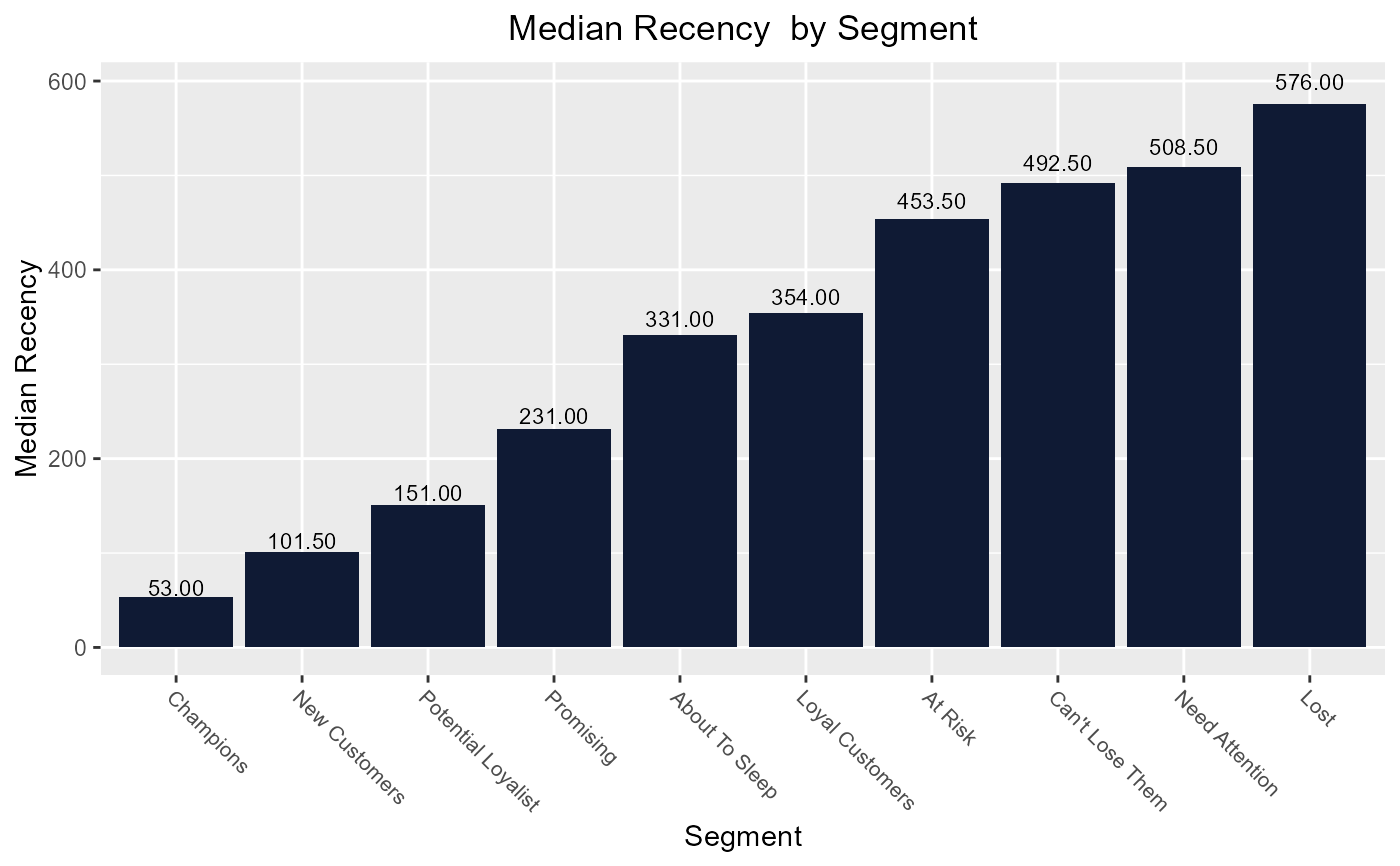 Median Recency  by Segment
Median Recency
600
400
200
0
53.00
101.50
151.00
231.00
331.00
354.00
453.50
492.50
508.50
576.00
Champions
New Customers
Potential Loyalist
Promising
About To Sleep
Loyal Customers
At Risk
Can't Lose Them
Need Attention
Lost
Segment